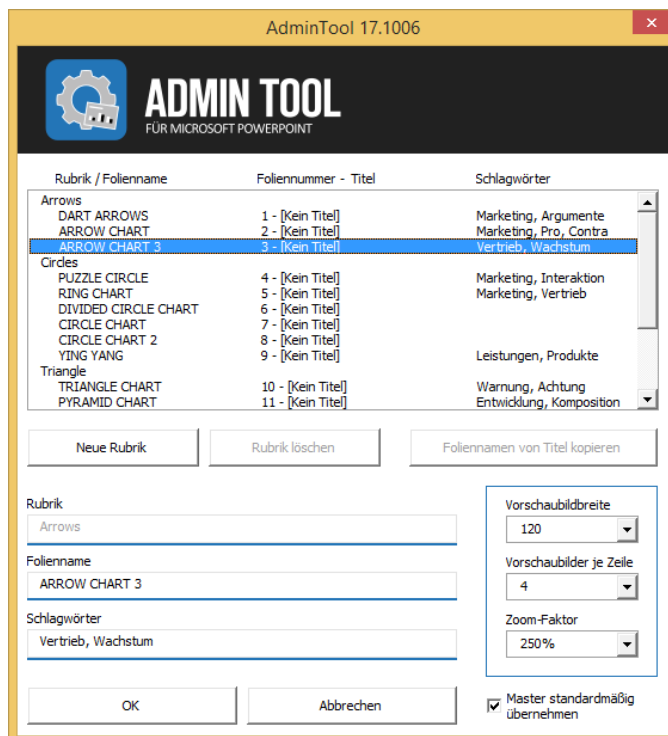 AdminTool 17.1006
ADMIN TOOL
FÜR MICROSOFT POWERPOINT
Rubrik / Folienname Foliennummer - Titel Schlagwörter
Arrows
DART ARROWS 1 - [Kein Titel] Marketing, Argumente
ARROW CHART 2 - [Kein Titel] Marketing, Pro, Contra
ARROW CHART 3 3 - [Kein Titel] Vertrieb, Wachstum
Circles
PUZZLE CIRCLE 4 - [Kein Titel] Marketing, Interaktion
RING CHART 5 - [Kein Titel] Marketing, Vertrieb
DIVIDED CIRCLE CHART 6 - [Kein Titel]
CIRCLE CHART 7 - [Kein Titel]
CIRCLE CHART 2 8 - [Kein Titel]
YING YANG 9 - [Kein Titel] Leistungen, Produkte
Triangle
TRIANGLE CHART 10 - [Kein Titel] Warnung, Achtung
PYRAMID CHART 11 - [Kein Titel] Entwicklung, Komposition
Neue Rubrik Rubrik löschen Foliennamen von Titel kopieren
Rubrik
Arrows
Folienname
ARROW CHART 3
Schlagwörter
Vertrieb, Wachstum
Vorschaubildbreite
120
Vorschaubilder je Zeile
4
Zoom-Faktor
250%
OK Abbrechen
Master standardmäßig
übernehmen